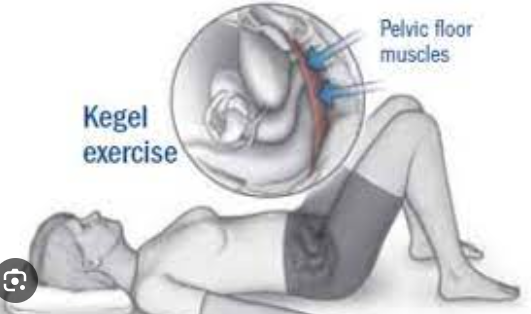 Pelvic floor
muscles
Kegel
exercise